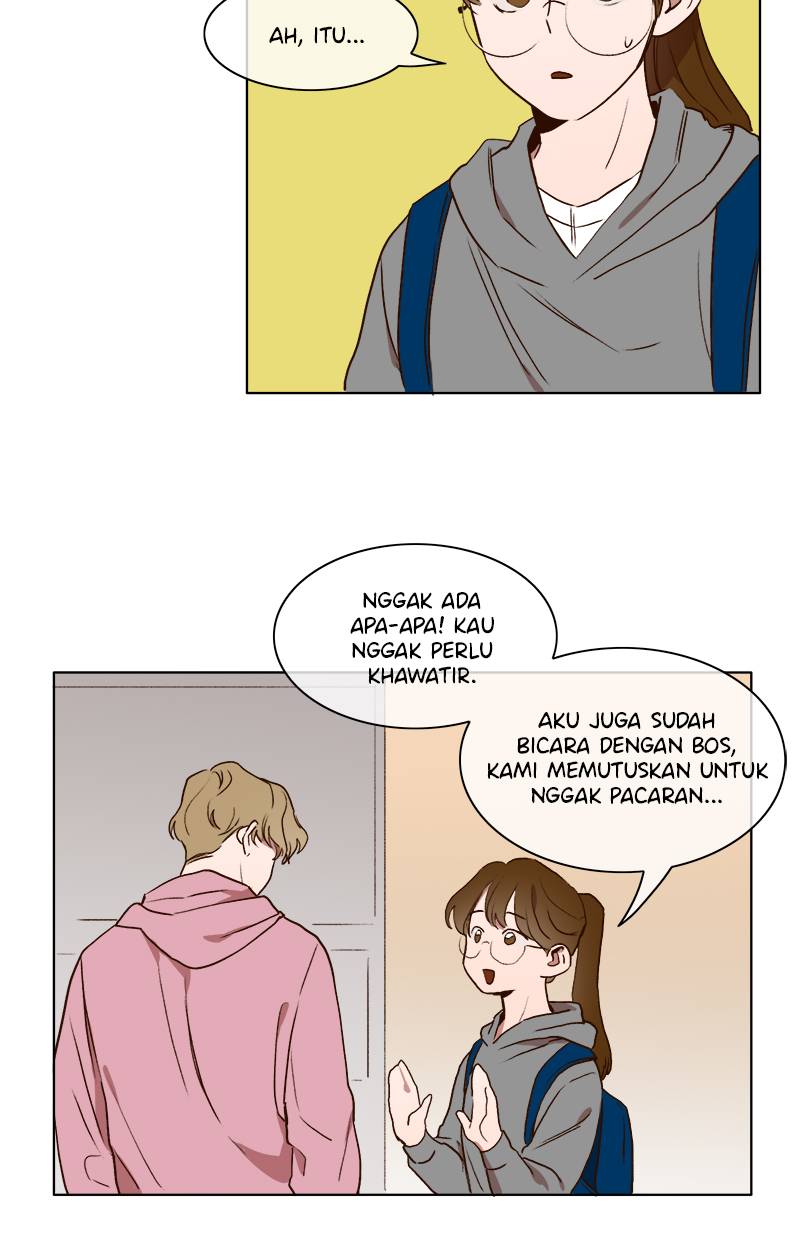 AH, ITU...
NGGAK ADA
APA-APA! KAU
NGGAK PERLU
KHAWATIR.
AKU JUGA SUDAH
BICARA DENGAN BOS,
KAMI MEMUTUSKAN UNTUK
NGGAK PACARAN...